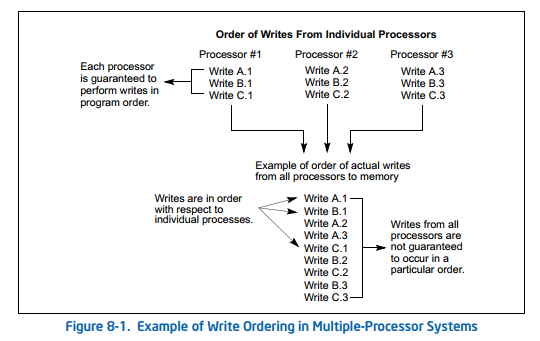 Order of Writes From Individual Processors
Processor #1
Processor #2
Processor #3
Each processor
is guaranteed to
perform writes in
program order.
Write A.1
Write B.1
Write C.1
Write A.2
Write B.2
Write C.2
Write A.3
Write B.3
Write C.3
Example of order of actual writes
from all processors to memory
Writes are in order
with respect to
individual processes.
Write A.1
Write B.1
Write A.2
Write A.3
Write C.1
Write B.2
Write C.2
Write B.3
Write C.3
Writes from all
processors are
not guaranteed
to occur in a
particular order.
Figure 8-1. Example of Write Ordering in Multiple-Processor Systems